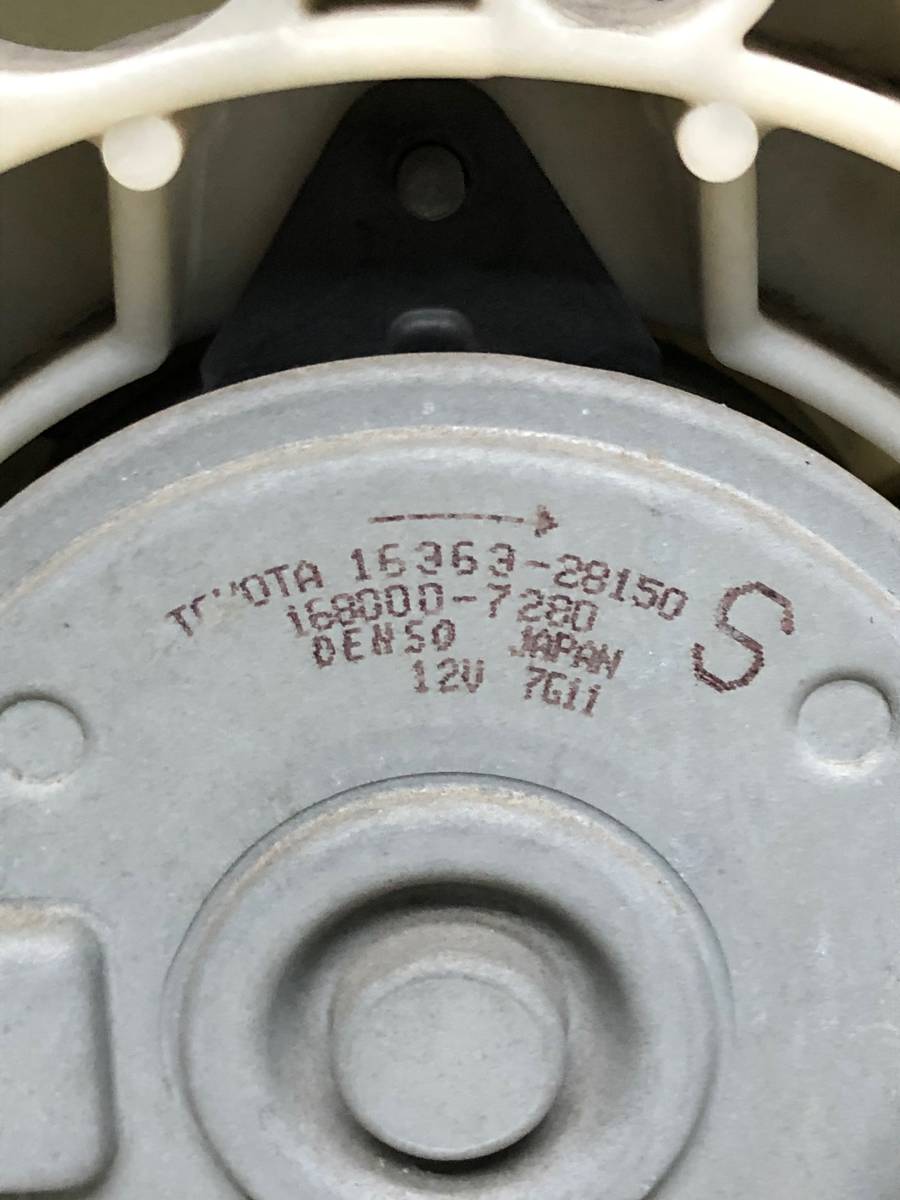 TOYOTA 16363-28150
168000-7280
DENSO JAPAN
12V 7G11
S